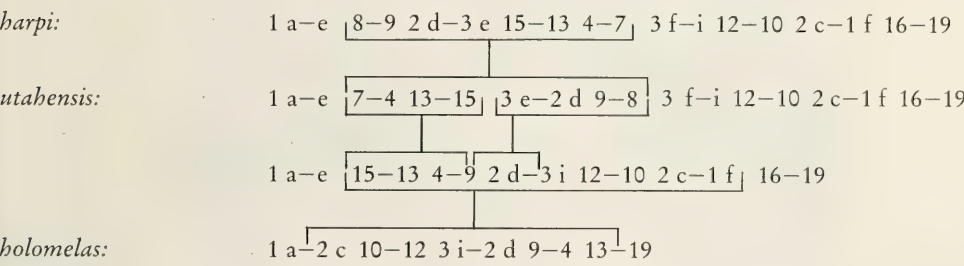 harpi: 1 a–e 8–9 2 d–3 e 15–13 4–7 3 f–i 12–10 2 c–1 f 16–19
utahensis: 1 a–e 7–4 13–15 3 e–2 d 9–8 3 f–i 12–10 2 c–1 f 16–19
1 a–e 15–13 4–9 2 d–3 i 12–10 2 c–1 f 16–19
holomelas: 1 a–2 c 10–12 3 i–2 d 9–4 13–19